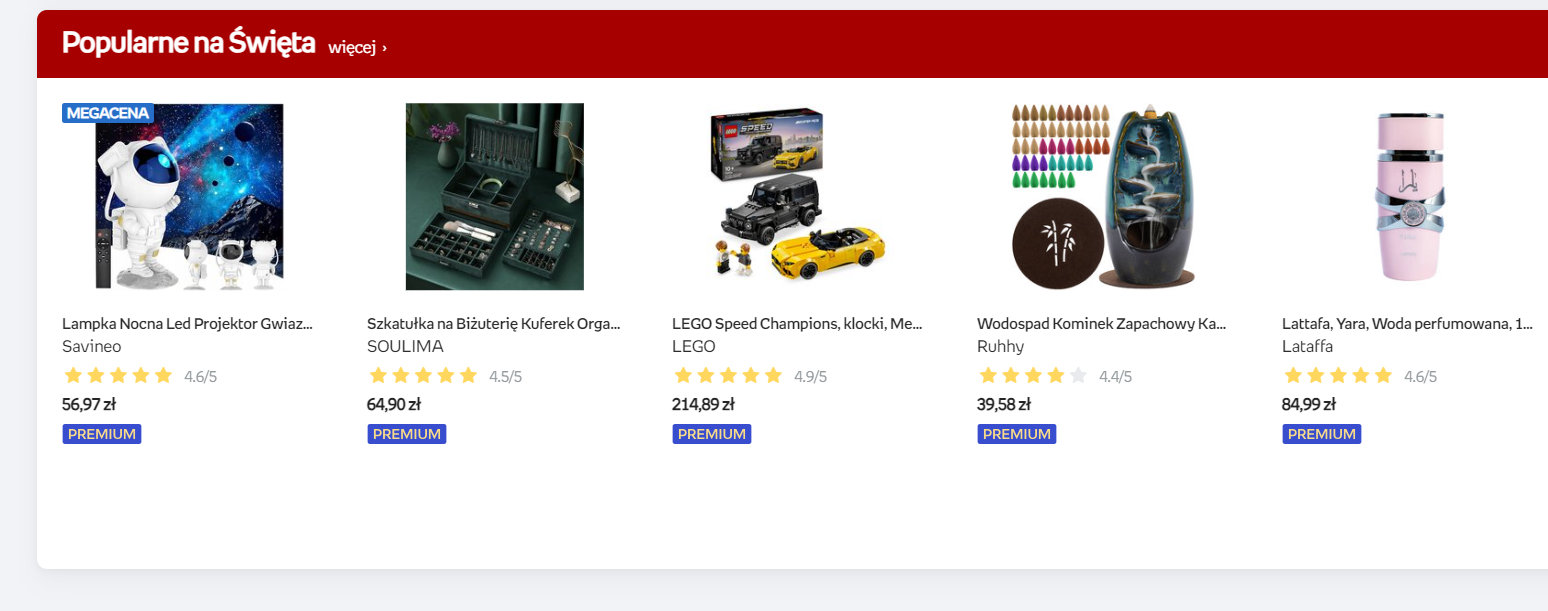 Popularne na Święta więcej ›
MEGACENA
LEGO SPEED
Lampka Nocna Led Projektor Gwiaz...
Savineo
4.6/5
56,97 zł
PREMIUM
Szkatułka na Biżuterię Kuferek Orga...
SOULIMA
4.5/5
64,90 zł
PREMIUM
LEGO Speed Champions, klocki, Me...
LEGO
4.9/5
214,89 zł
PREMIUM
Wodospad Kominek Zapachowy Ka...
Ruhhy
4.4/5
39,58 zł
PREMIUM
Lattafa, Yara, Woda perfumowana, 1...
Lataffa
4.6/5
84,99 zł
PREMIUM